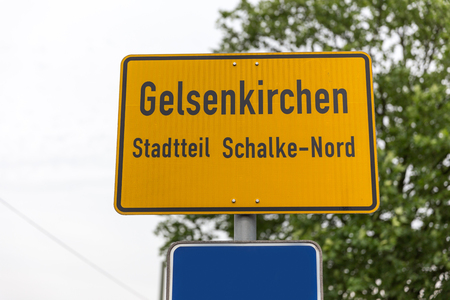 Gelsenkirchen
Stadtteil Schalke-Nord